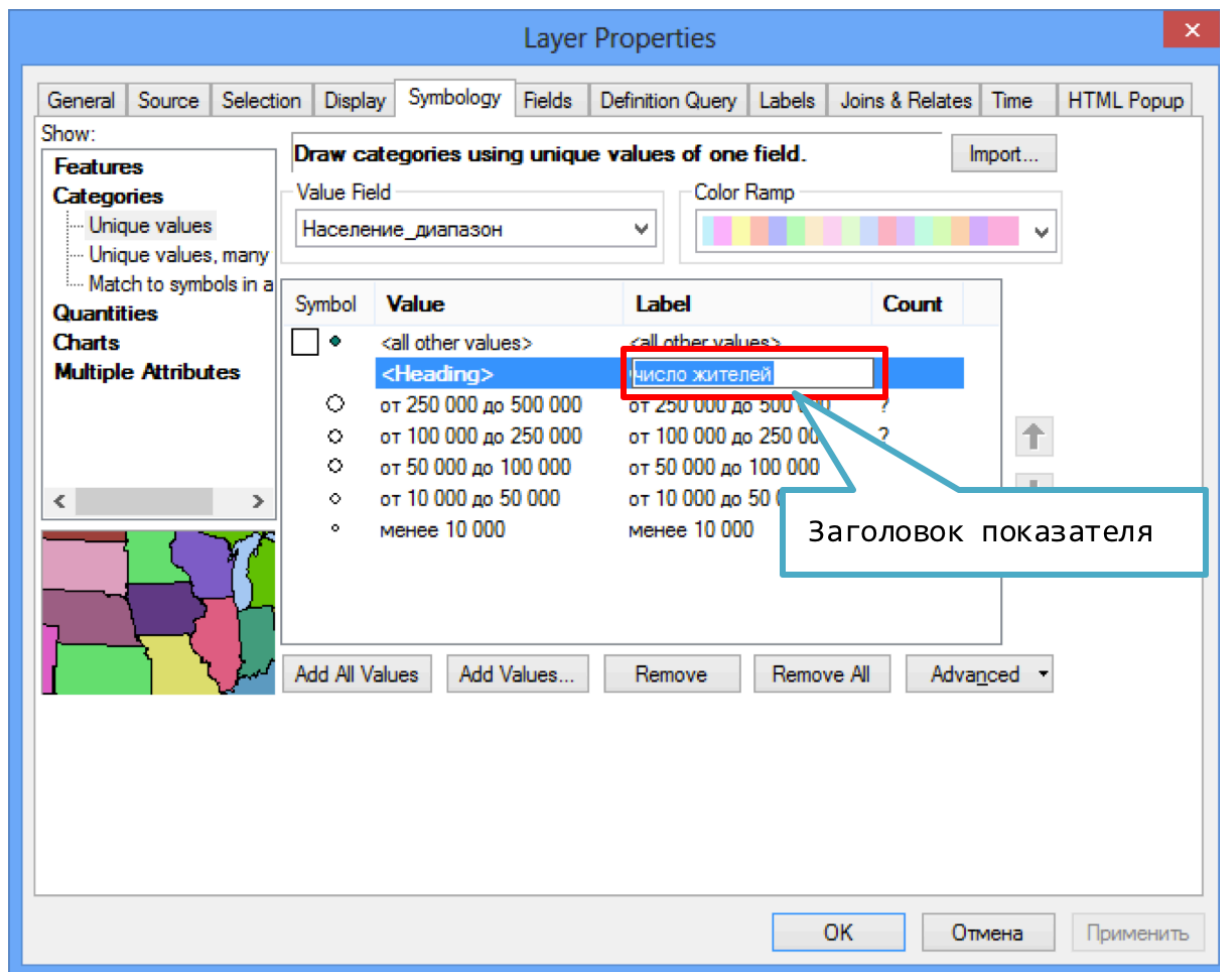 Layer Properties
General Source Selection Display Symbology Fields Definition Query Labels Joins & Relates Time HTML Popup
Show:
Features
Categories
Unique values
Unique values, many
Match to symbols in a
Quantities
Charts
Multiple Attributes
Draw categories using unique values of one field.
Import...
Value Field
Население_диапазон
Color Ramp
Symbol Value Label Count
<all other values> <all other values>
<Heading> число жителей
от 250 000 до 500 000 от 250 000 до 500 000 ?
от 100 000 до 250 000 от 100 000 до 250 00 ?
от 50 000 до 100 000 от 50 000 до 100 000
от 10 000 до 50 000 от 10 000 до 50 0
менее 10 000 менее 10 000
Заголовок показателя
Add All Values Add Values... Remove Remove All Advanced
OK Отмена Применить